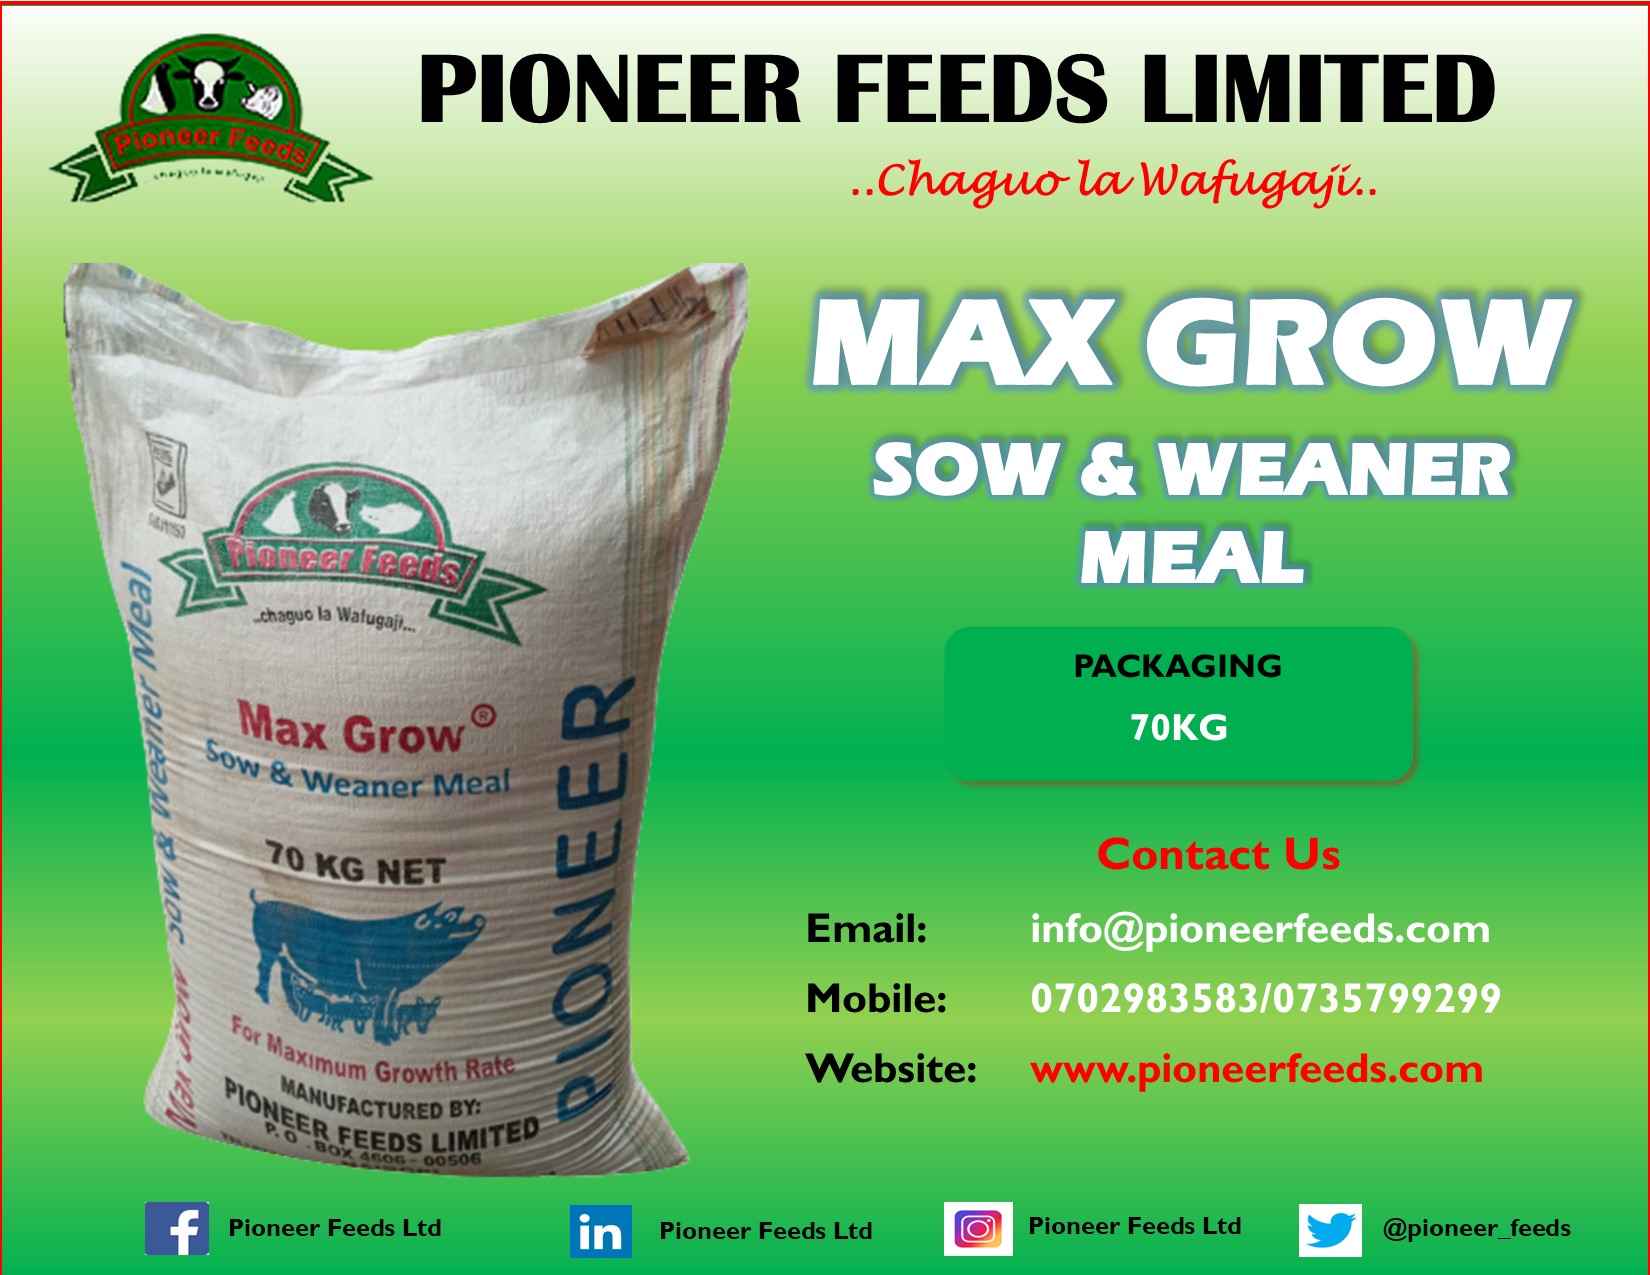 PIONEER FEEDS LIMITED
..Chaguo la Wafugaji..
Pioneer Feeds
MAX GROW
SOW & WEANER
MEAL
PACKAGING
70KG
Contact Us
Email: info@pioneerfeeds.com
Mobile: 0702983583/0735799299
Website: www.pioneerfeeds.com
Pioneer Feeds
..chaguo la Wafugaji...
Max Grow®
Sow & Weaner Meal
70 KG NET
For Maximum Growth Rate
MANUFACTURED BY:
PIONEER FEEDS LIMITED
P. O . BOX 4606 - 00506
NAIROBI
PIONEER
Max Grow Sow & Weaner Meal
Pioneer Feeds Ltd
Pioneer Feeds Ltd
Pioneer Feeds Ltd
@pioneer_feeds